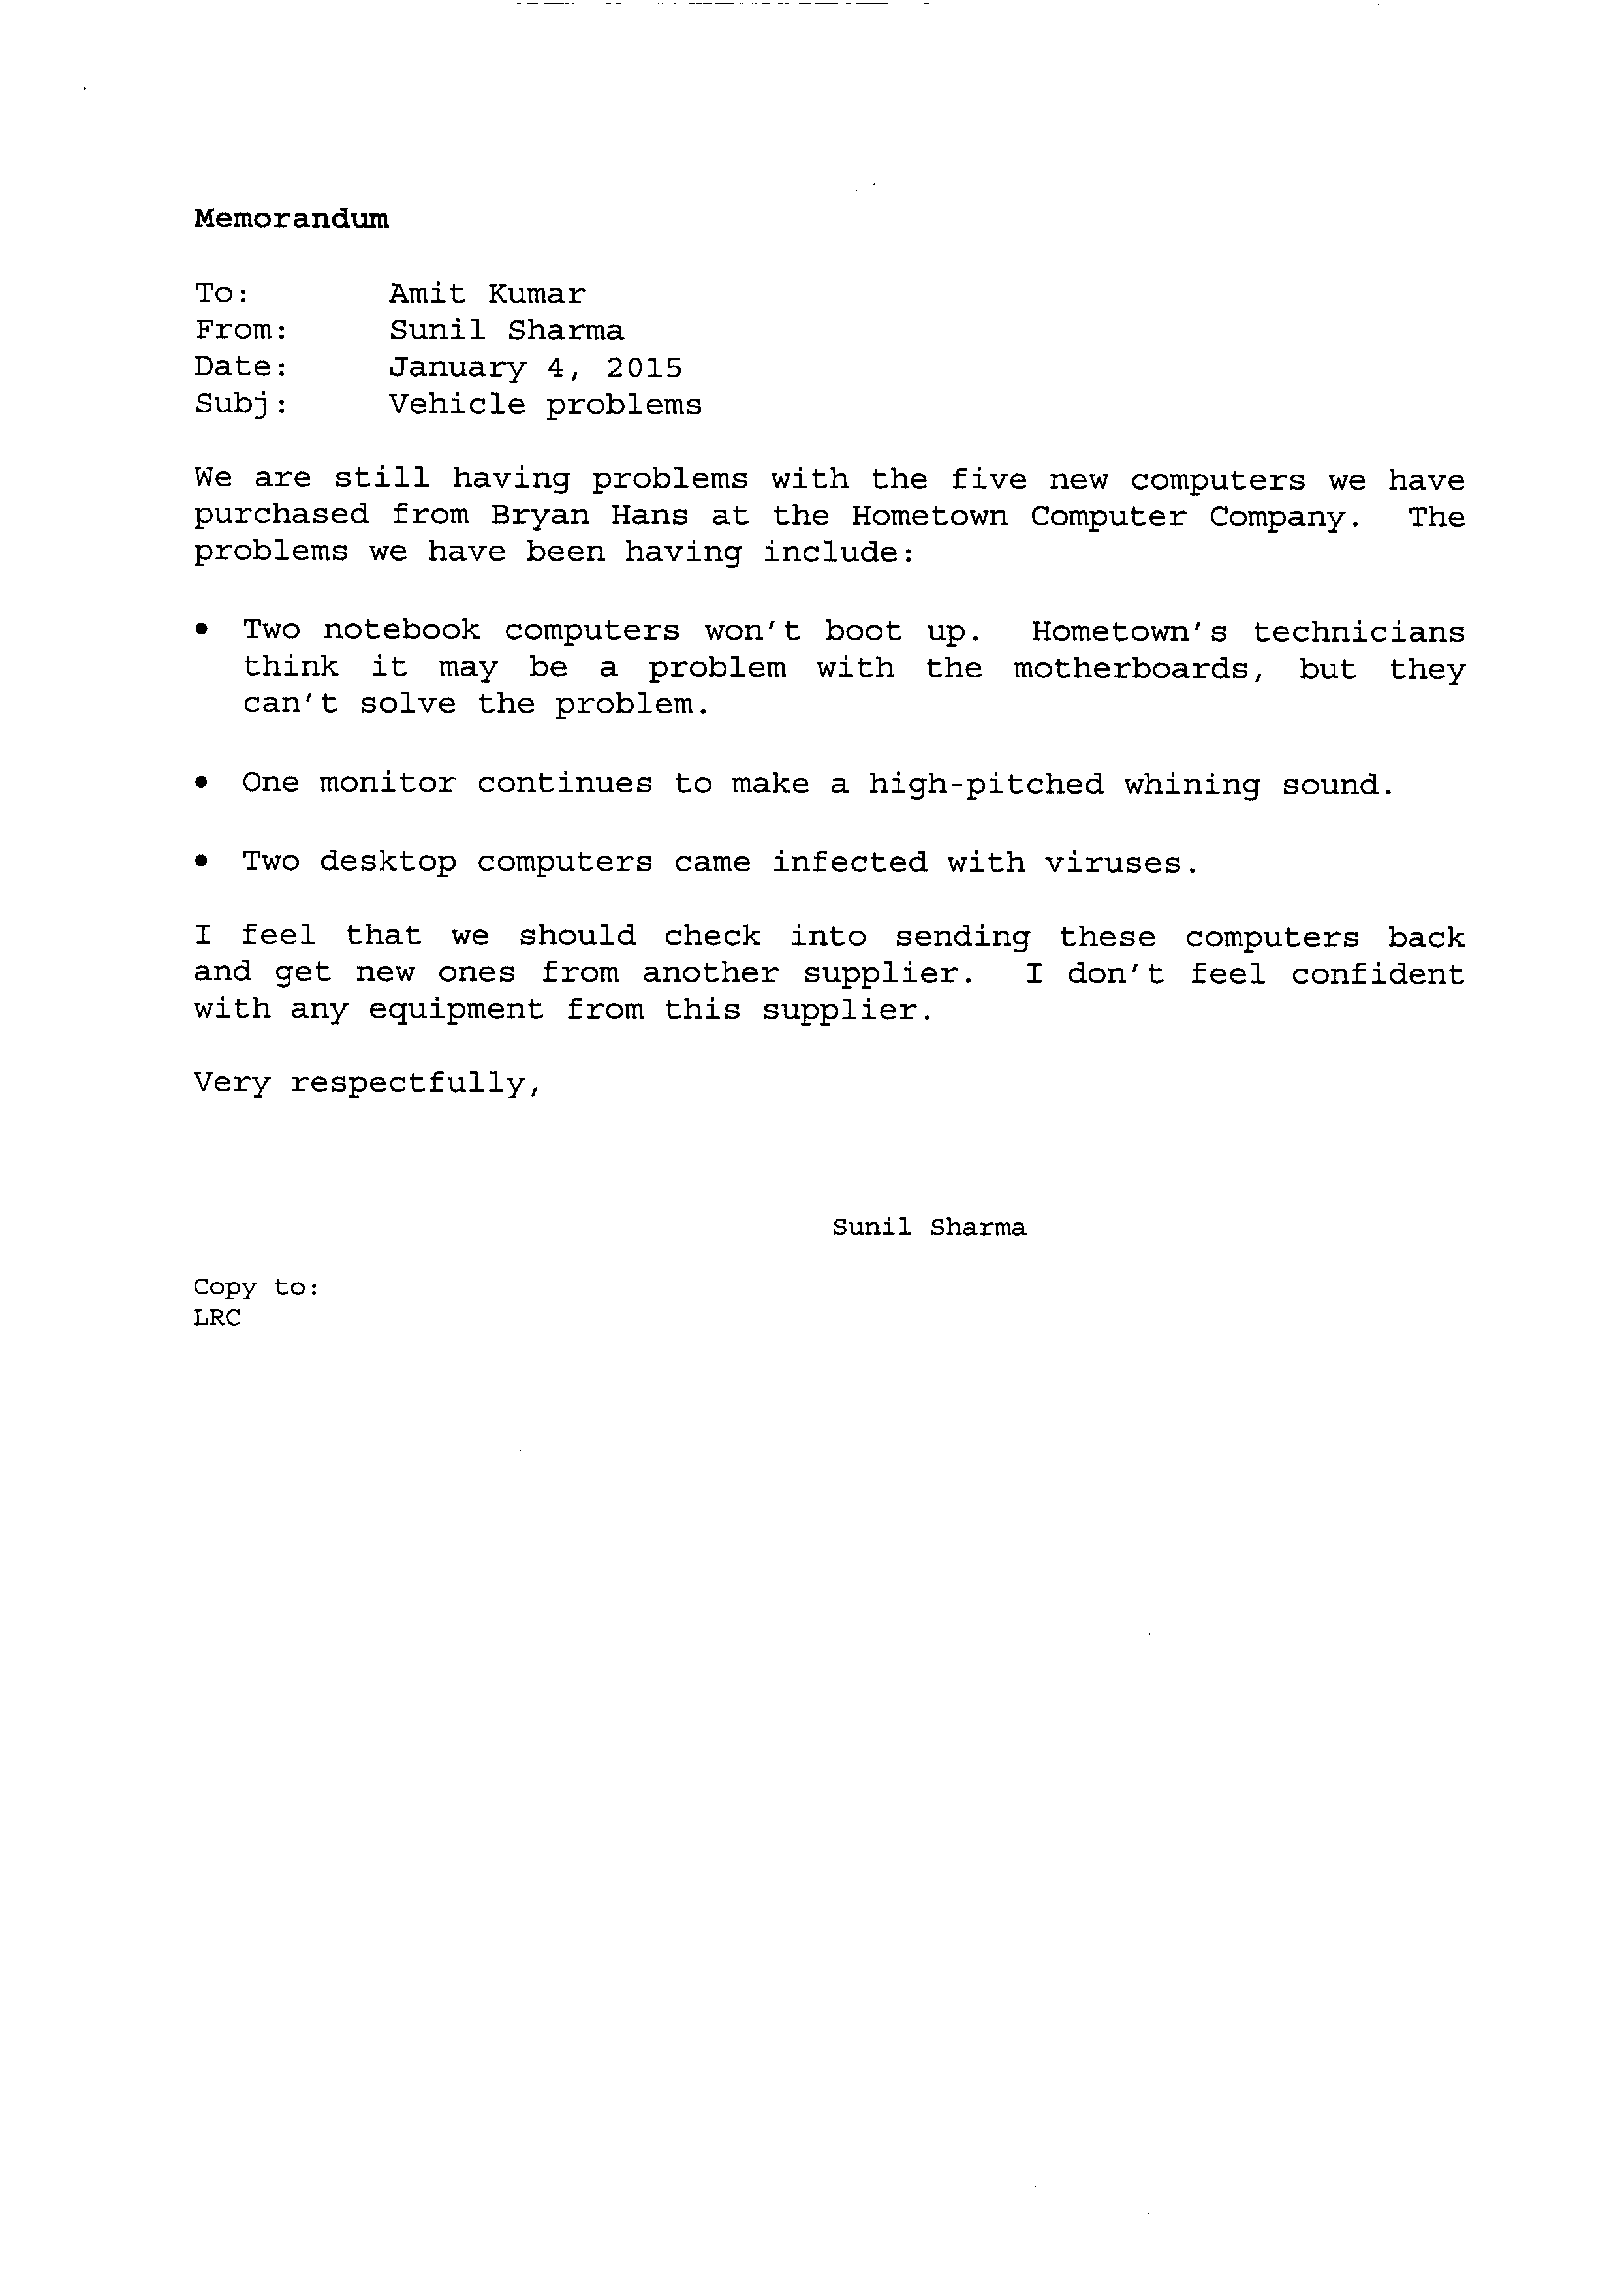 Memorandum
To: Amit Kumar
From: Sunil Sharma
Date: January 4, 2015
Subj: Vehicle problems
We are still having problems with the five new computers we have
purchased from Bryan Hans at the Hometown Computer Company. The
problems we have been having include:
• Two notebook computers won't boot up. Hometown's technicians
think it may be a problem with the motherboards, but they
can't solve the problem.
• One monitor continues to make a high-pitched whining sound.
• Two desktop computers came infected with viruses.
I feel that we should check into sending these computers back
and get new ones from another supplier. I don't feel confident
with any equipment from this supplier.
Very respectfully,
Sunil Sharma
Copy to:
LRC